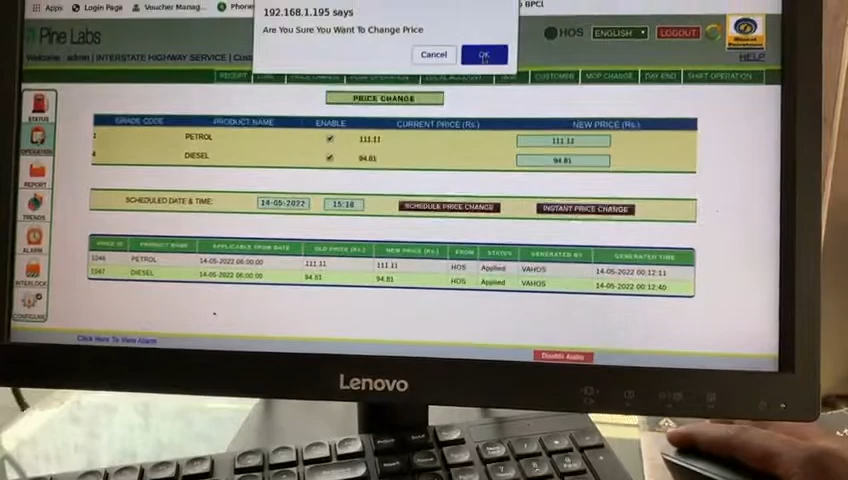 Apps Login Page Voucher Manag...
BPCl
192.168.1.195 says
Are You Sure You Want To Change Price
Cancel OK
Pine Labs
HOS ENGLISH LOGOUT
Welcome: admin | INTERSTATE HIGHWAY SERVICE |
HELP
RECEIPT PRICE CHANGE CUSTOMER MOP CHANGE DAY END SHIFT OPERATION
PRICE CHANGE
STATUS
OPERATION
REPORT
TRENDS
ALARM
INTERLOCK
CONFIGURE
GRADE CODE PRODUCT NAME ENABLE CURRENT PRICE (Rs.) NEW PRICE (Rs.)
PETROL 111.11 111.11
DIESEL 94.81 94.81
SCHEDULED DATE & TIME: 14-05-2022 15:16 SCHEDULE PRICE CHANGE INSTANT PRICE CHANGE
PRICE ID PRODUCT NAME APPLICABLE FROM DATE OLD PRICE (Rs.) NEW PRICE (Rs.) FROM STATUS GENERATED BY GENERATED TIME
PETROL 14-05-2022 06:00:00 111.11 111.11 HOS Applied VAHOS 14-05-2022 00:12:11
DIESEL 14-05-2022 06:00:00 94.81 94.81 HOS Applied VAHOS 14-05-2022 00:12:40
Click Here To View Alarm
Disable Audio
Lenovo